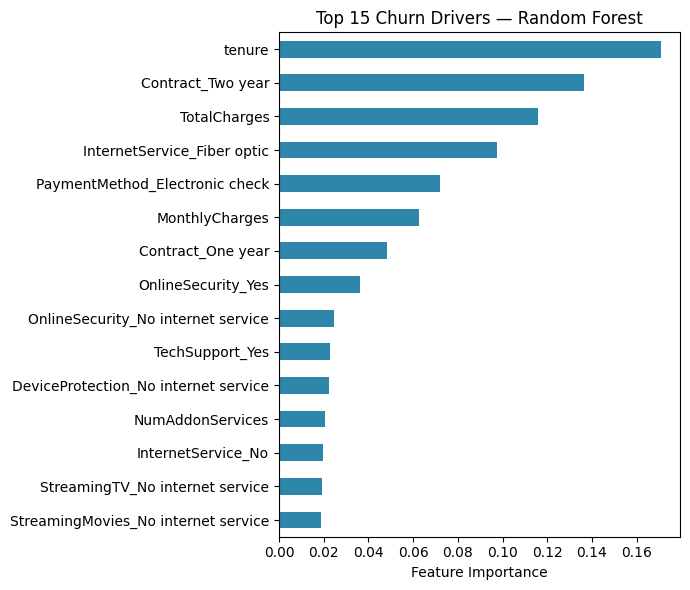 Top 15 Churn Drivers — Random Forest
tenure
Contract_Two year
TotalCharges
InternetService_Fiber optic
PaymentMethod_Electronic check
MonthlyCharges
Contract_One year
OnlineSecurity_Yes
OnlineSecurity_No internet service
TechSupport_Yes
DeviceProtection_No internet service
NumAddonServices
InternetService_No
StreamingTV_No internet service
StreamingMovies_No internet service
0.00 0.02 0.04 0.06 0.08 0.10 0.12 0.14 0.16
Feature Importance